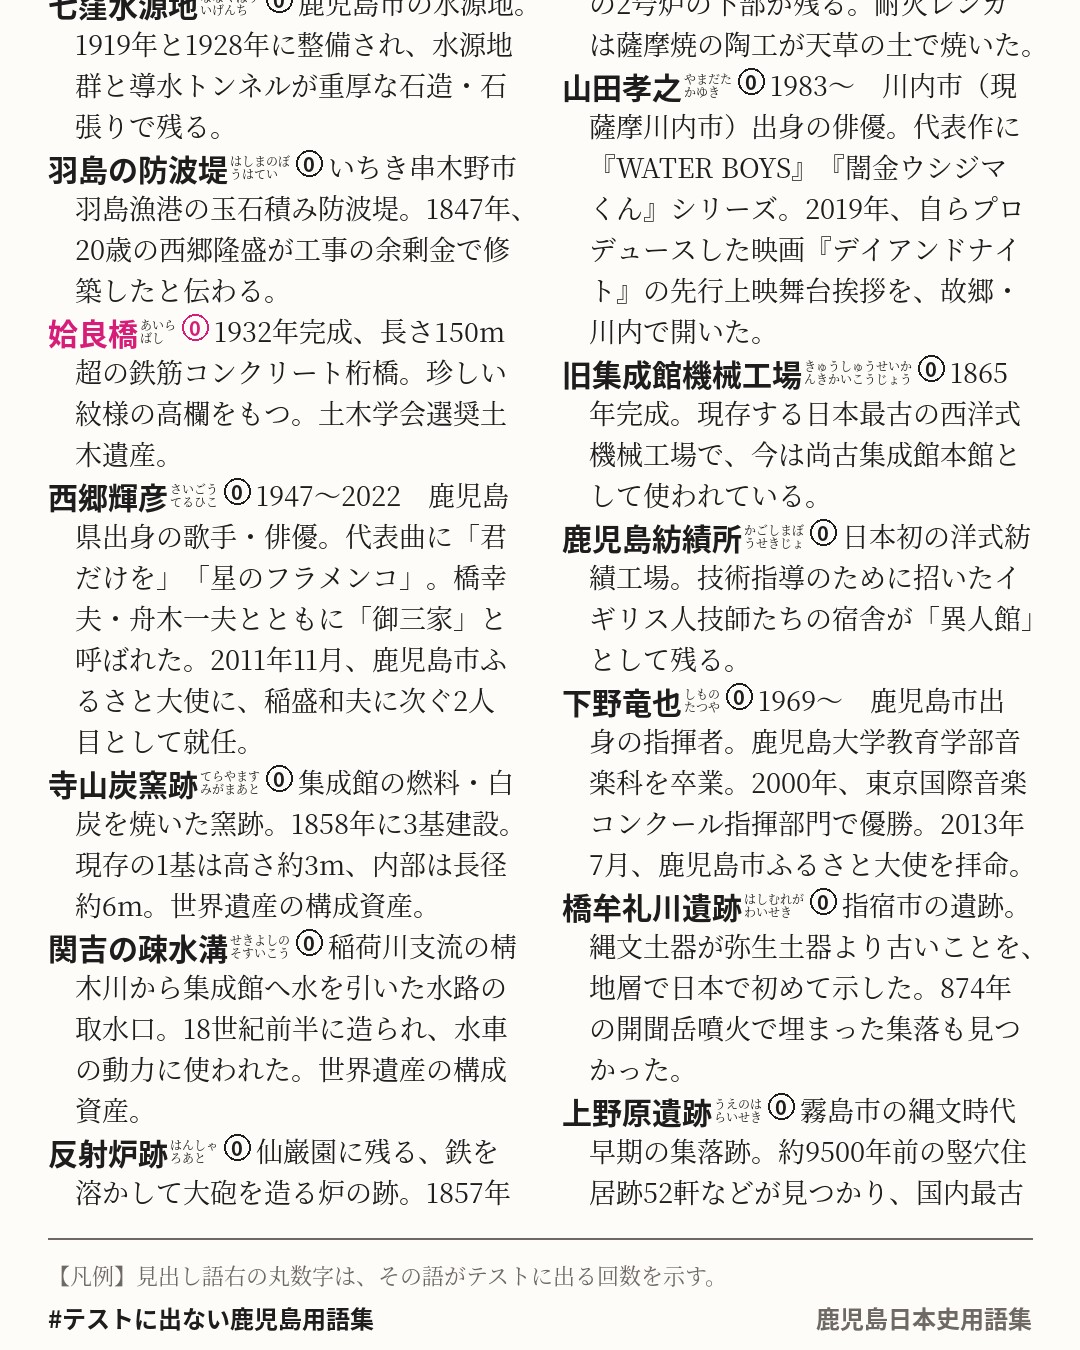 七窪水源地 いげんち ⓪ 鹿児島市の水源地。
1919年と1928年に整備され、水源地
群と導水トンネルが重厚な石造・石
張りで残る。
羽島の防波堤 はしまのぼうはてい ⓪ いちき串木野市
羽島漁港の玉石積み防波堤。1847年、
20歳の西郷隆盛が工事の余剰金で修
築したと伝わる。
姶良橋 あいらばし ⓪ 1932年完成、長さ150m
超の鉄筋コンクリート桁橋。珍しい
紋様の高欄をもつ。土木学会選奨土
木遺産。
西郷輝彦 さいごうてるひこ ⓪ 1947〜2022 鹿児島
県出身の歌手・俳優。代表曲に「君
だけを」「星のフラメンコ」。橋幸
夫・舟木一夫とともに「御三家」と
呼ばれた。2011年11月、鹿児島市ふ
るさと大使に、稲盛和夫に次ぐ2人
目として就任。
寺山炭窯跡 てらやますみがまあと ⓪ 集成館の燃料・白
炭を焼いた窯跡。1858年に3基建設。
現存の1基は高さ約3m、内部は長径
約6m。世界遺産の構成資産。
関吉の疎水溝 せきよしのそすいこう ⓪ 稲荷川支流の棈
木川から集成館へ水を引いた水路の
取水口。18世紀前半に造られ、水車
の動力に使われた。世界遺産の構成
資産。
反射炉跡 はんしゃろあと ⓪ 仙巌園に残る、鉄を
溶かして大砲を造る炉の跡。1857年
の2号炉の下部が残る。耐火レンガ
は薩摩焼の陶工が天草の土で焼いた。
山田孝之 やまだたかゆき ⓪ 1983〜 川内市（現
薩摩川内市）出身の俳優。代表作に
『WATER BOYS』『闇金ウシジマ
くん』シリーズ。2019年、自らプロ
デュースした映画『デイアンドナイ
ト』の先行上映舞台挨拶を、故郷・
川内で開いた。
旧集成館機械工場 きゅうしゅうせいかんきかいこうじょう ⓪ 1865
年完成。現存する日本最古の西洋式
機械工場で、今は尚古集成館本館と
して使われている。
鹿児島紡績所 かごしまぼうせきじょ ⓪ 日本初の洋式紡
績工場。技術指導のために招いたイ
ギリス人技師たちの宿舎が「異人館」
として残る。
下野竜也 しものたつや ⓪ 1969〜 鹿児島市出
身の指揮者。鹿児島大学教育学部音
楽科を卒業。2000年、東京国際音楽
コンクール指揮部門で優勝。2013年
7月、鹿児島市ふるさと大使を拝命。
橋牟礼川遺跡 はしむれがわいせき ⓪ 指宿市の遺跡。
縄文土器が弥生土器より古いことを、
地層で日本で初めて示した。874年
の開聞岳噴火で埋まった集落も見つ
かった。
上野原遺跡 うえのはらいせき ⓪ 霧島市の縄文時代
早期の集落跡。約9500年前の竪穴住
居跡52軒などが見つかり、国内最古
【凡例】見出し語右の丸数字は、その語がテストに出る回数を示す。
#テストに出ない鹿児島用語集
鹿児島日本史用語集